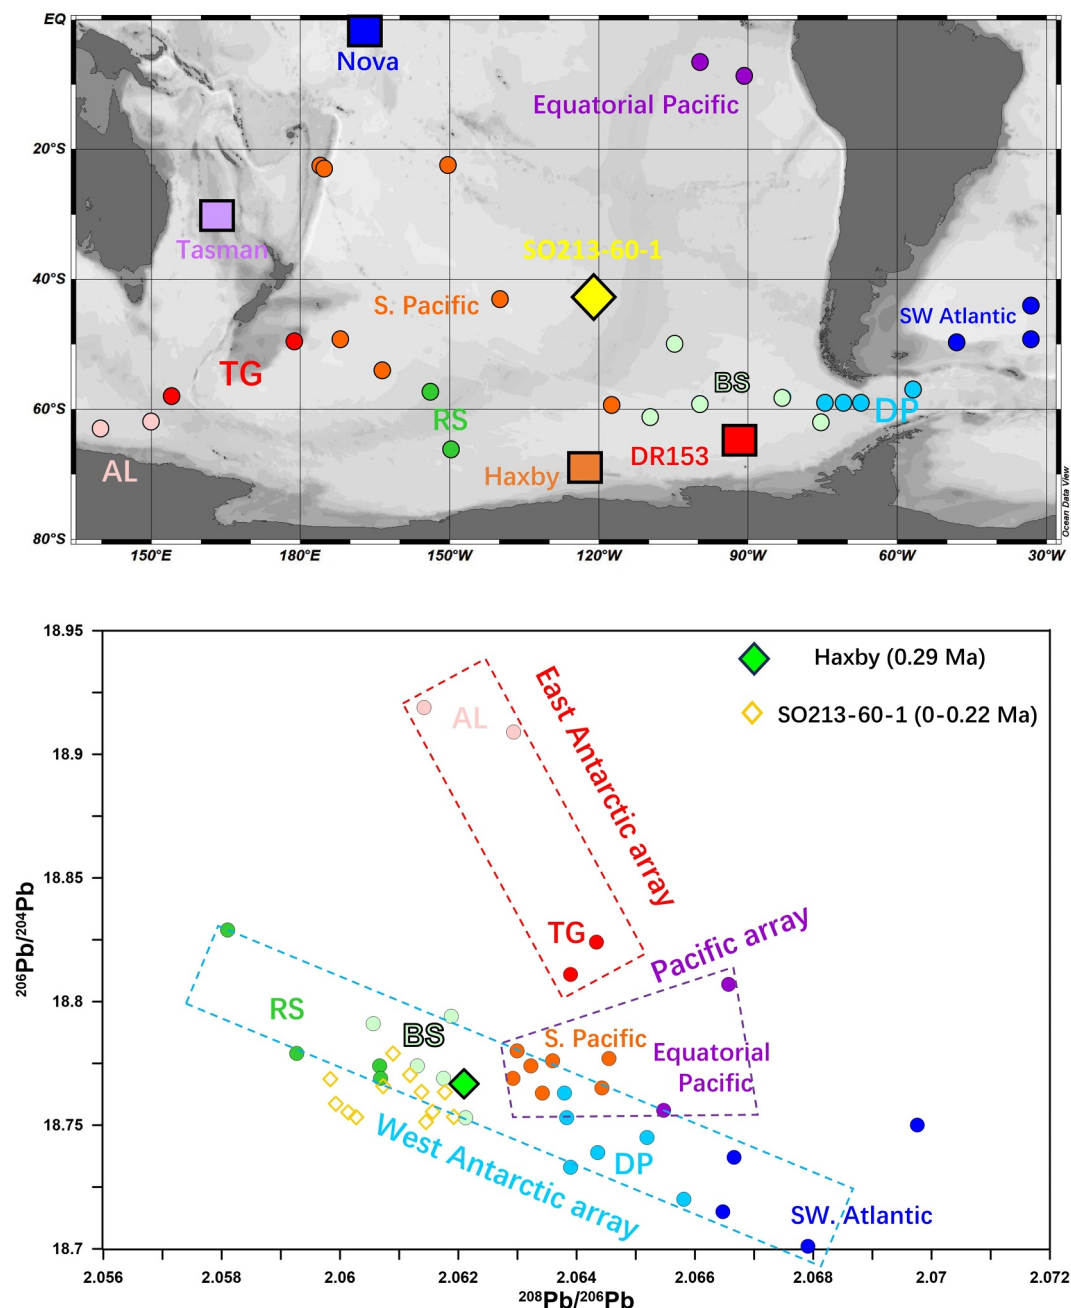 EQ
Nova
Equatorial Pacific
20°S
Tasman
SO213-60-1
40°S
S. Pacific
SW Atlantic
TG
BS
60°S
RS
DP
DR153
AL
Haxby
Ocean Data View
80°S
150°E 180°E 150°W 120°W 90°W 60°W 30°W
18.95
Haxby (0.29 Ma)
SO213-60-1 (0-0.22 Ma)
AL
East Antarctic array
18.9
18.85
206Pb/204Pb
TG
Pacific array
18.8
RS
BS
S. Pacific
Equatorial
Pacific
18.75
West Antarctic array
DP
SW. Atlantic
18.7
2.056 2.058 2.06 2.062 2.064 2.066 2.068 2.07 2.072
208Pb/206Pb